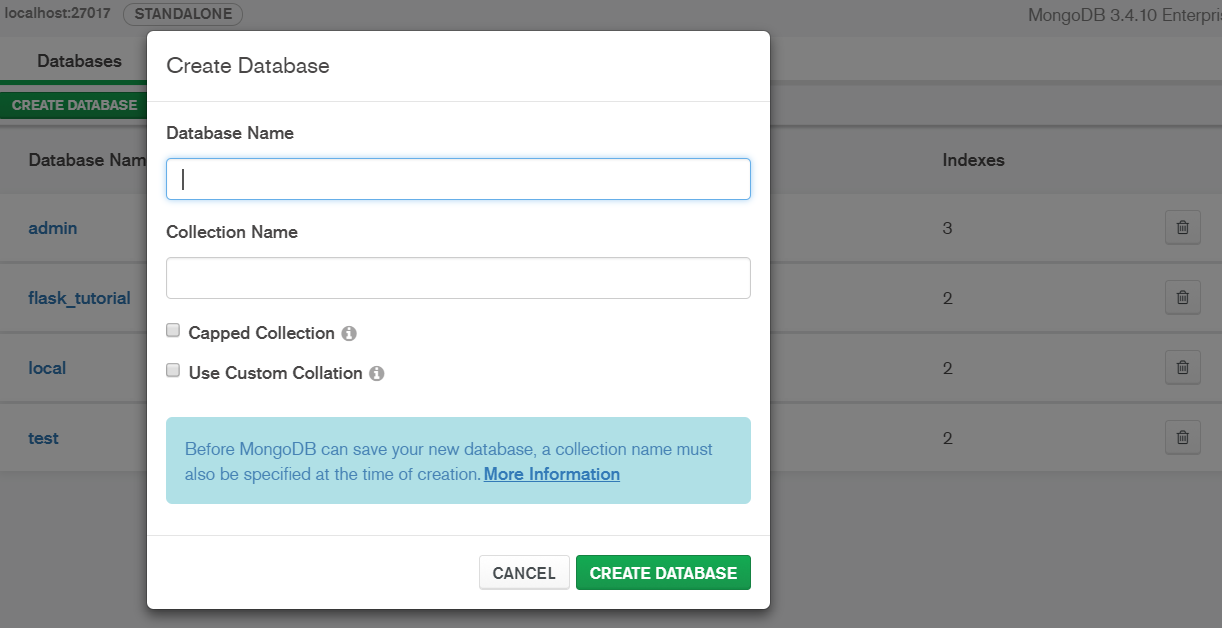 localhost:27017 STANDALONE MongoDB 3.4.10 Enterpris
Databases
CREATE DATABASE
Database Nam Indexes
admin 3
flask_tutorial 2
local 2
test 2
Create Database
Database Name
Collection Name
Capped Collection
Use Custom Collation
Before MongoDB can save your new database, a collection name must
also be specified at the time of creation. More Information
CANCEL CREATE DATABASE